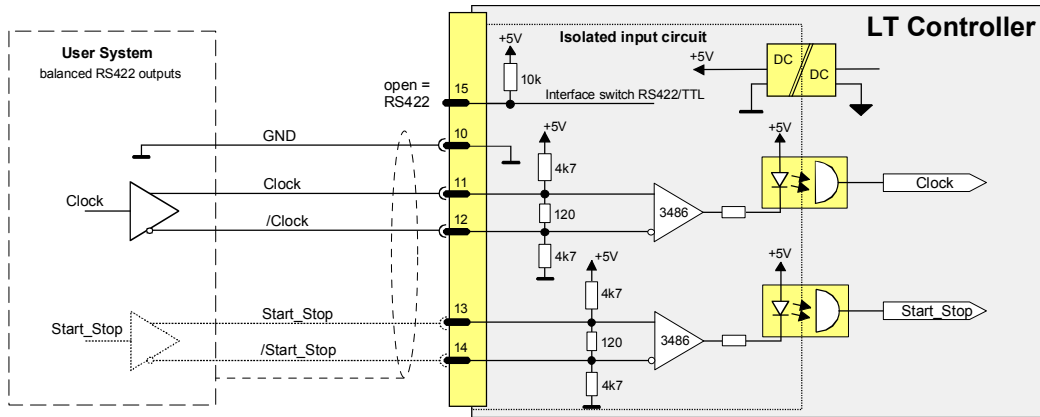 LT Controller
User System
balanced RS422 outputs
Isolated input circuit
+5V
+5V
DC
DC
10k
open =
RS422
15
Interface switch RS422/TTL
GND
10
+5V
+5V
4k7
Clock
Clock
11
120
3486
Clock
/Clock
12
4k7
+5V
+5V
4k7
Start_Stop
Start_Stop
13
120
3486
Start_Stop
/Start_Stop
14
4k7